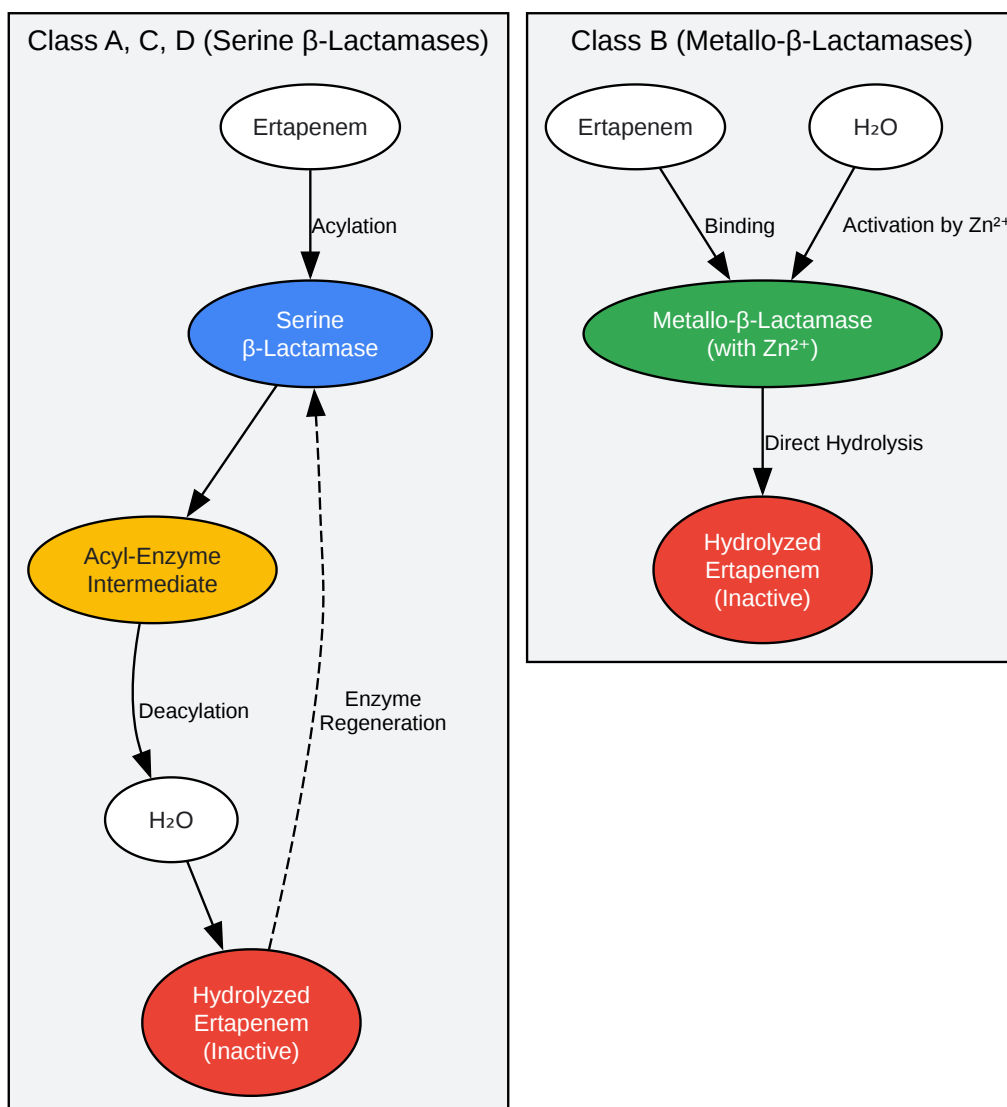 Class A, C, D (Serine β-Lactamases)
Ertapenem
Acylation
Serine
β-Lactamase
Acyl-Enzyme
Intermediate
Deacylation
Enzyme
Regeneration
H₂O
Hydrolyzed
Ertapenem
(Inactive)
Class B (Metallo-β-Lactamases)
Ertapenem
H₂O
Binding
Activation by Zn²⁺
Metallo-β-Lactamase
(with Zn²⁺)
Direct Hydrolysis
Hydrolyzed
Ertapenem
(Inactive)